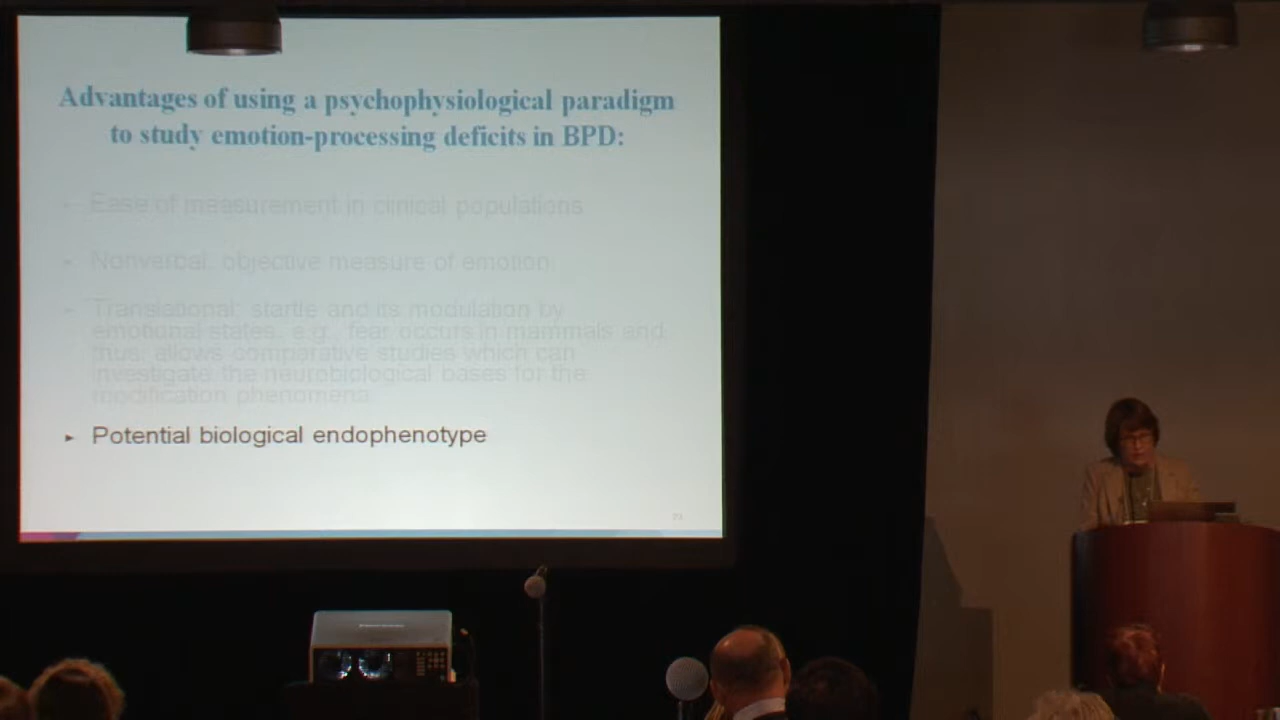 Advantages of using a psychophysiological paradigm
to study emotion-processing deficits in BPD:
Ease of measurement in clinical populations
Nonverbal, objective measure of emotion
Translational: startle and its modulation by
emotional states, e.g., fear occurs in mammals and
thus, allows comparative studies which can
investigate the neurobiological bases for the
modification phenomena
► Potential biological endophenotype